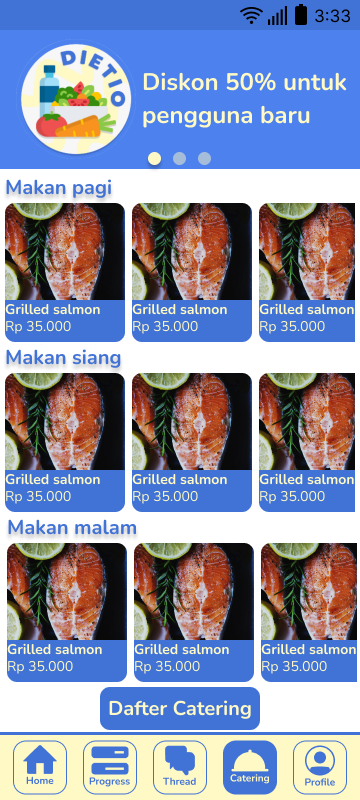 3:33
DIETIO
Diskon 50% untuk
pengguna baru
Makan pagi
Grilled salmon Grilled salmon Grilled salmon
Rp 35.000 Rp 35.000 Rp 35.000
Makan siang
Grilled salmon Grilled salmon Grilled salmon
Rp 35.000 Rp 35.000 Rp 35.000
Makan malam
Grilled salmon Grilled salmon Grilled salmon
Rp 35.000 Rp 35.000 Rp 35.000
Dafter Catering
Home Progress Thread Catering Profile